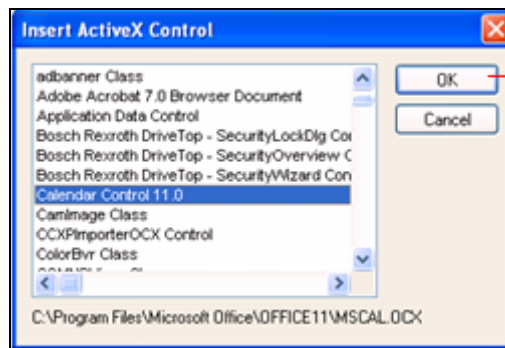 Insert ActiveX Control
adbanner Class
Adobe Acrobat 7.0 Browser Document
Application Data Control
Bosch Rexroth DriveTop - SecurityLockDlg Co
Bosch Rexroth DriveTop - SecurityOverview C
Bosch Rexroth DriveTop - SecurityWizard Con
Calendar Control 11.0
CamImage Class
CCXPImporterOCX Control
ColorBvr Class
OK
Cancel
C:\Program Files\Microsoft Office\OFFICE11\MSCAL.OCX